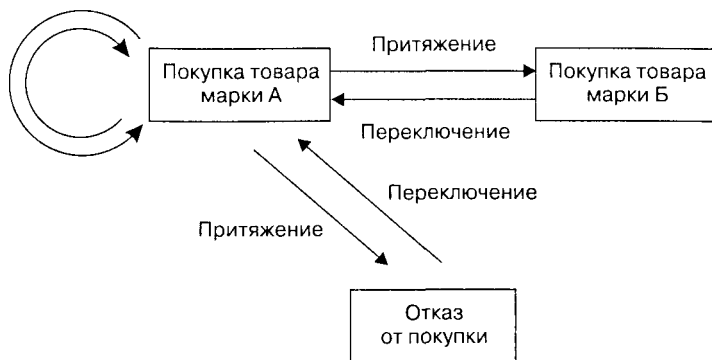 Притяжение
Покупка товара
марки А
Покупка товара
марки Б
Переключение
Переключение
Притяжение
Отказ
от покупки